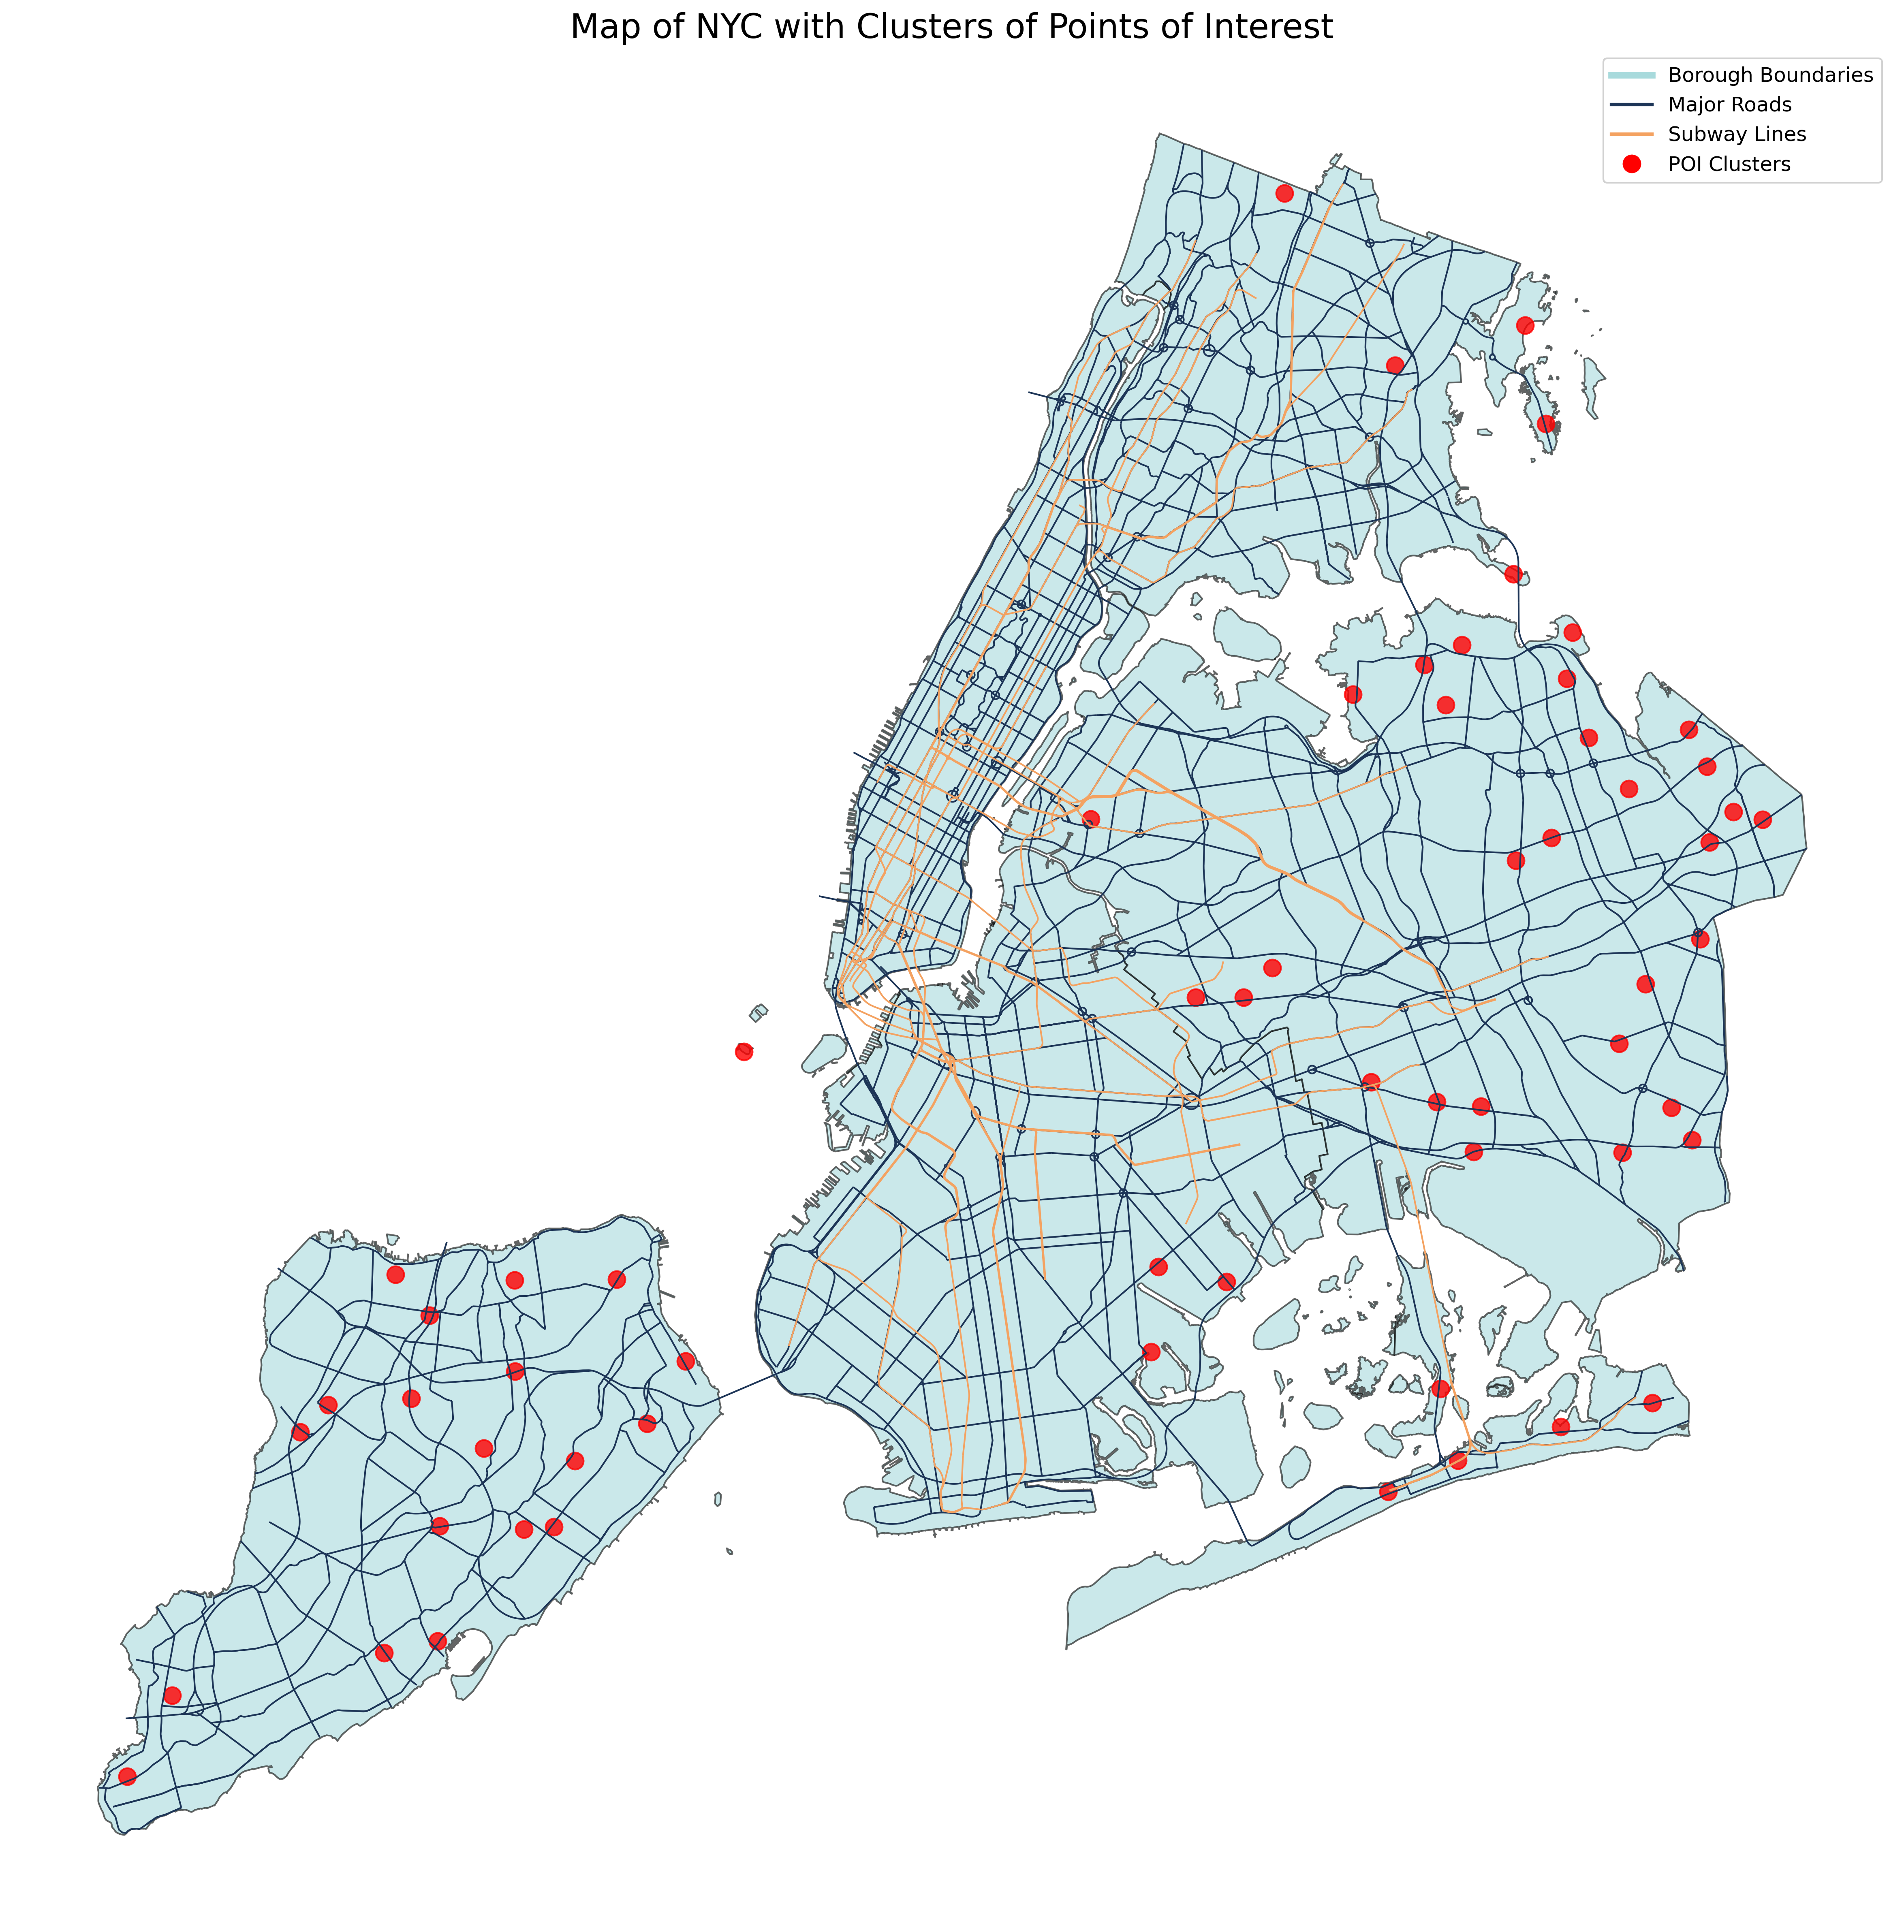 Map of NYC with Clusters of Points of Interest
Borough Boundaries
Major Roads
Subway Lines
POI Clusters